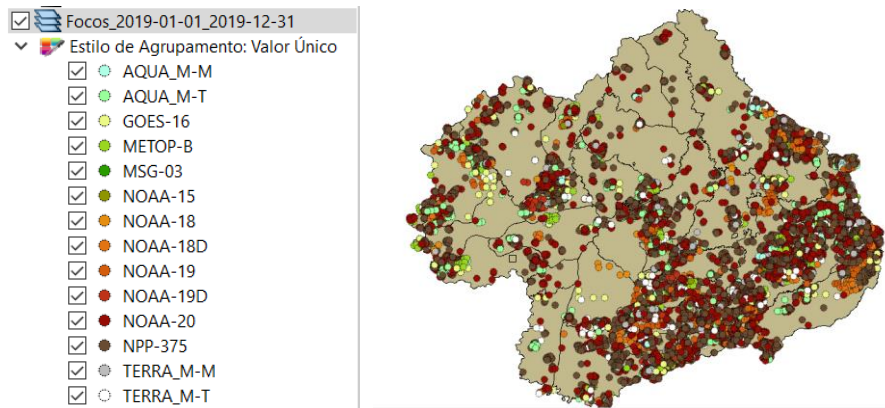 Focos_2019-01-01_2019-12-31
Estilo de Agrupamento: Valor Único
AQUA_M-M
AQUA_M-T
GOES-16
METOP-B
MSG-03
NOAA-15
NOAA-18
NOAA-18D
NOAA-19
NOAA-19D
NOAA-20
NPP-375
TERRA_M-M
TERRA_M-T